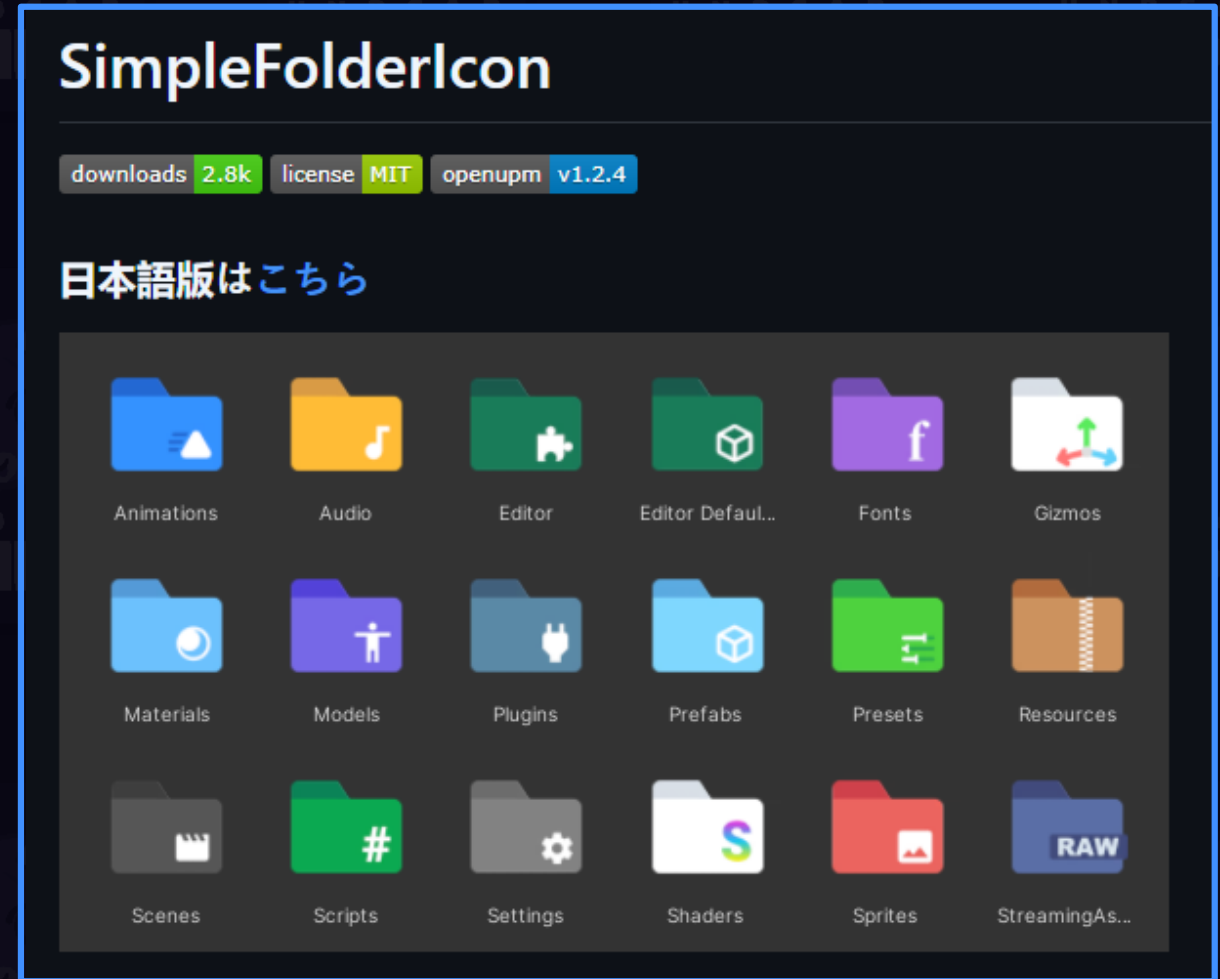 SimpleFolderIcon
downloads 2.8k license MIT openupm v1.2.4
日本語版はこちら
f
Animations Audio Editor Editor Defaul... Fonts Gizmos
Materials Models Plugins Prefabs Presets Resources
# S RAW
Scenes Scripts Settings Shaders Sprites StreamingAs...